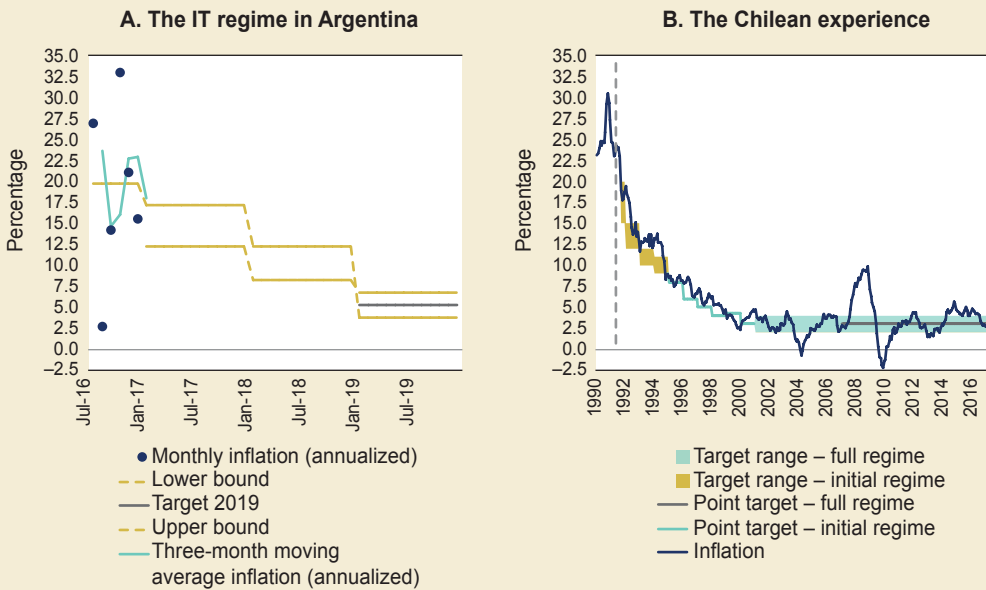 A. The IT regime in Argentina
Percentage
35.0
32.5
30.0
27.5
25.0
22.5
20.0
17.5
15.0
12.5
10.0
7.5
5.0
2.5
0.0
–2.5
Jul-16
Jan-17
Jul-17
Jan-18
Jul-18
Jan-19
Jul-19
Monthly inflation (annualized)
Lower bound
Target 2019
Upper bound
Three-month moving
average inflation (annualized)
B. The Chilean experience
Percentage
35.0
32.5
30.0
27.5
25.0
22.5
20.0
17.5
15.0
12.5
10.0
7.5
5.0
2.5
0.0
–2.5
1990
1992
1994
1996
1998
2000
2002
2004
2006
2008
2010
2012
2014
2016
Target range – full regime
Target range – initial regime
Point target – full regime
Point target – initial regime
Inflation